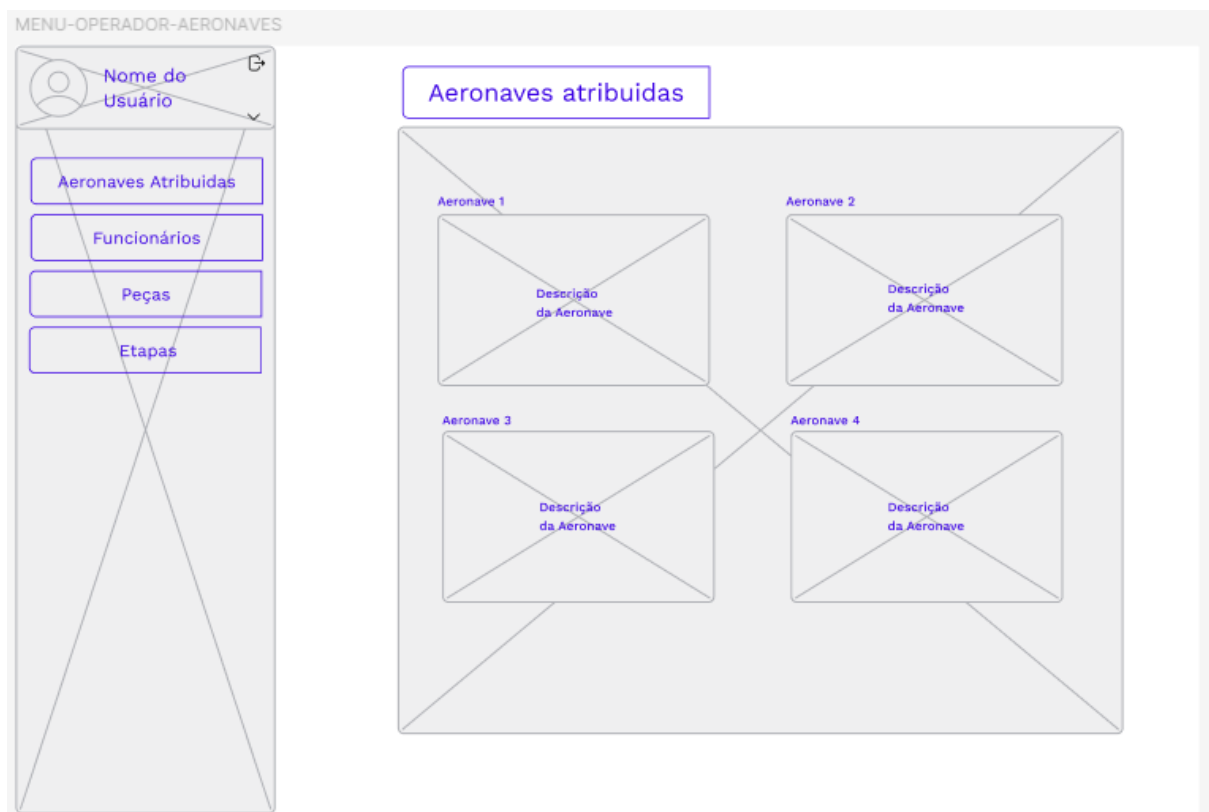 MENU-OPERADOR-AERONAVES
Nome do
Usuário
Aeronaves Atribuidas
Funcionários
Peças
Etapas
Aeronaves atribuidas
Aeronave 1
Descrição
da Aeronave
Aeronave 2
Descrição
da Aeronave
Aeronave 3
Descrição
da Aeronave
Aeronave 4
Descrição
da Aeronave